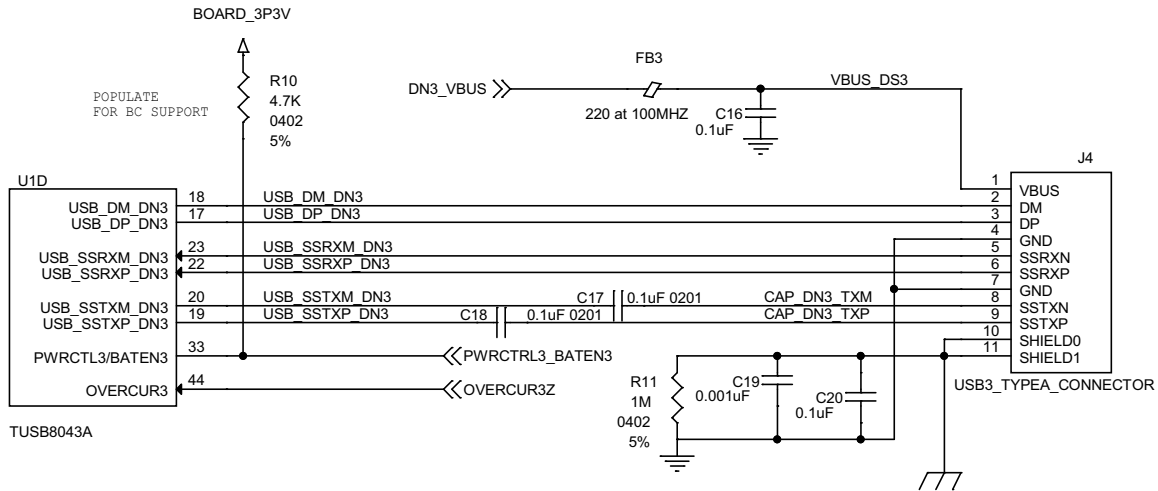 BOARD_3P3V
R10
4.7K
0402
5%
POPULATE
FOR BC SUPPORT
DN3_VBUS
FB3
220 at 100MHZ
VBUS_DS3
C16
0.1uF
J4
U1D
USB_DM_DN3 18 USB_DM_DN3
USB_DP_DN3 17 USB_DP_DN3
USB_SSRXM_DN3 23 USB_SSRXM_DN3
USB_SSRXP_DN3 22 USB_SSRXP_DN3
USB_SSTXM_DN3 20 USB_SSTXM_DN3 C17 0.1uF 0201 CAP_DN3_TXM
USB_SSTXP_DN3 19 USB_SSTXP_DN3 C18 0.1uF 0201 CAP_DN3_TXP
PWRCTL3/BATEN3 33 PWRCTRL3_BATEN3
OVERCUR3 44 OVERCUR3Z
TUSB8043A
1 VBUS
2 DM
3 DP
4 GND
5 SSRXN
6 SSRXP
7 GND
8 SSTXN
9 SSTXP
10 SHIELD0
11 SHIELD1
USB3_TYPEA_CONNECTOR
R11
1M
0402
5%
C19
0.001uF
C20
0.1uF